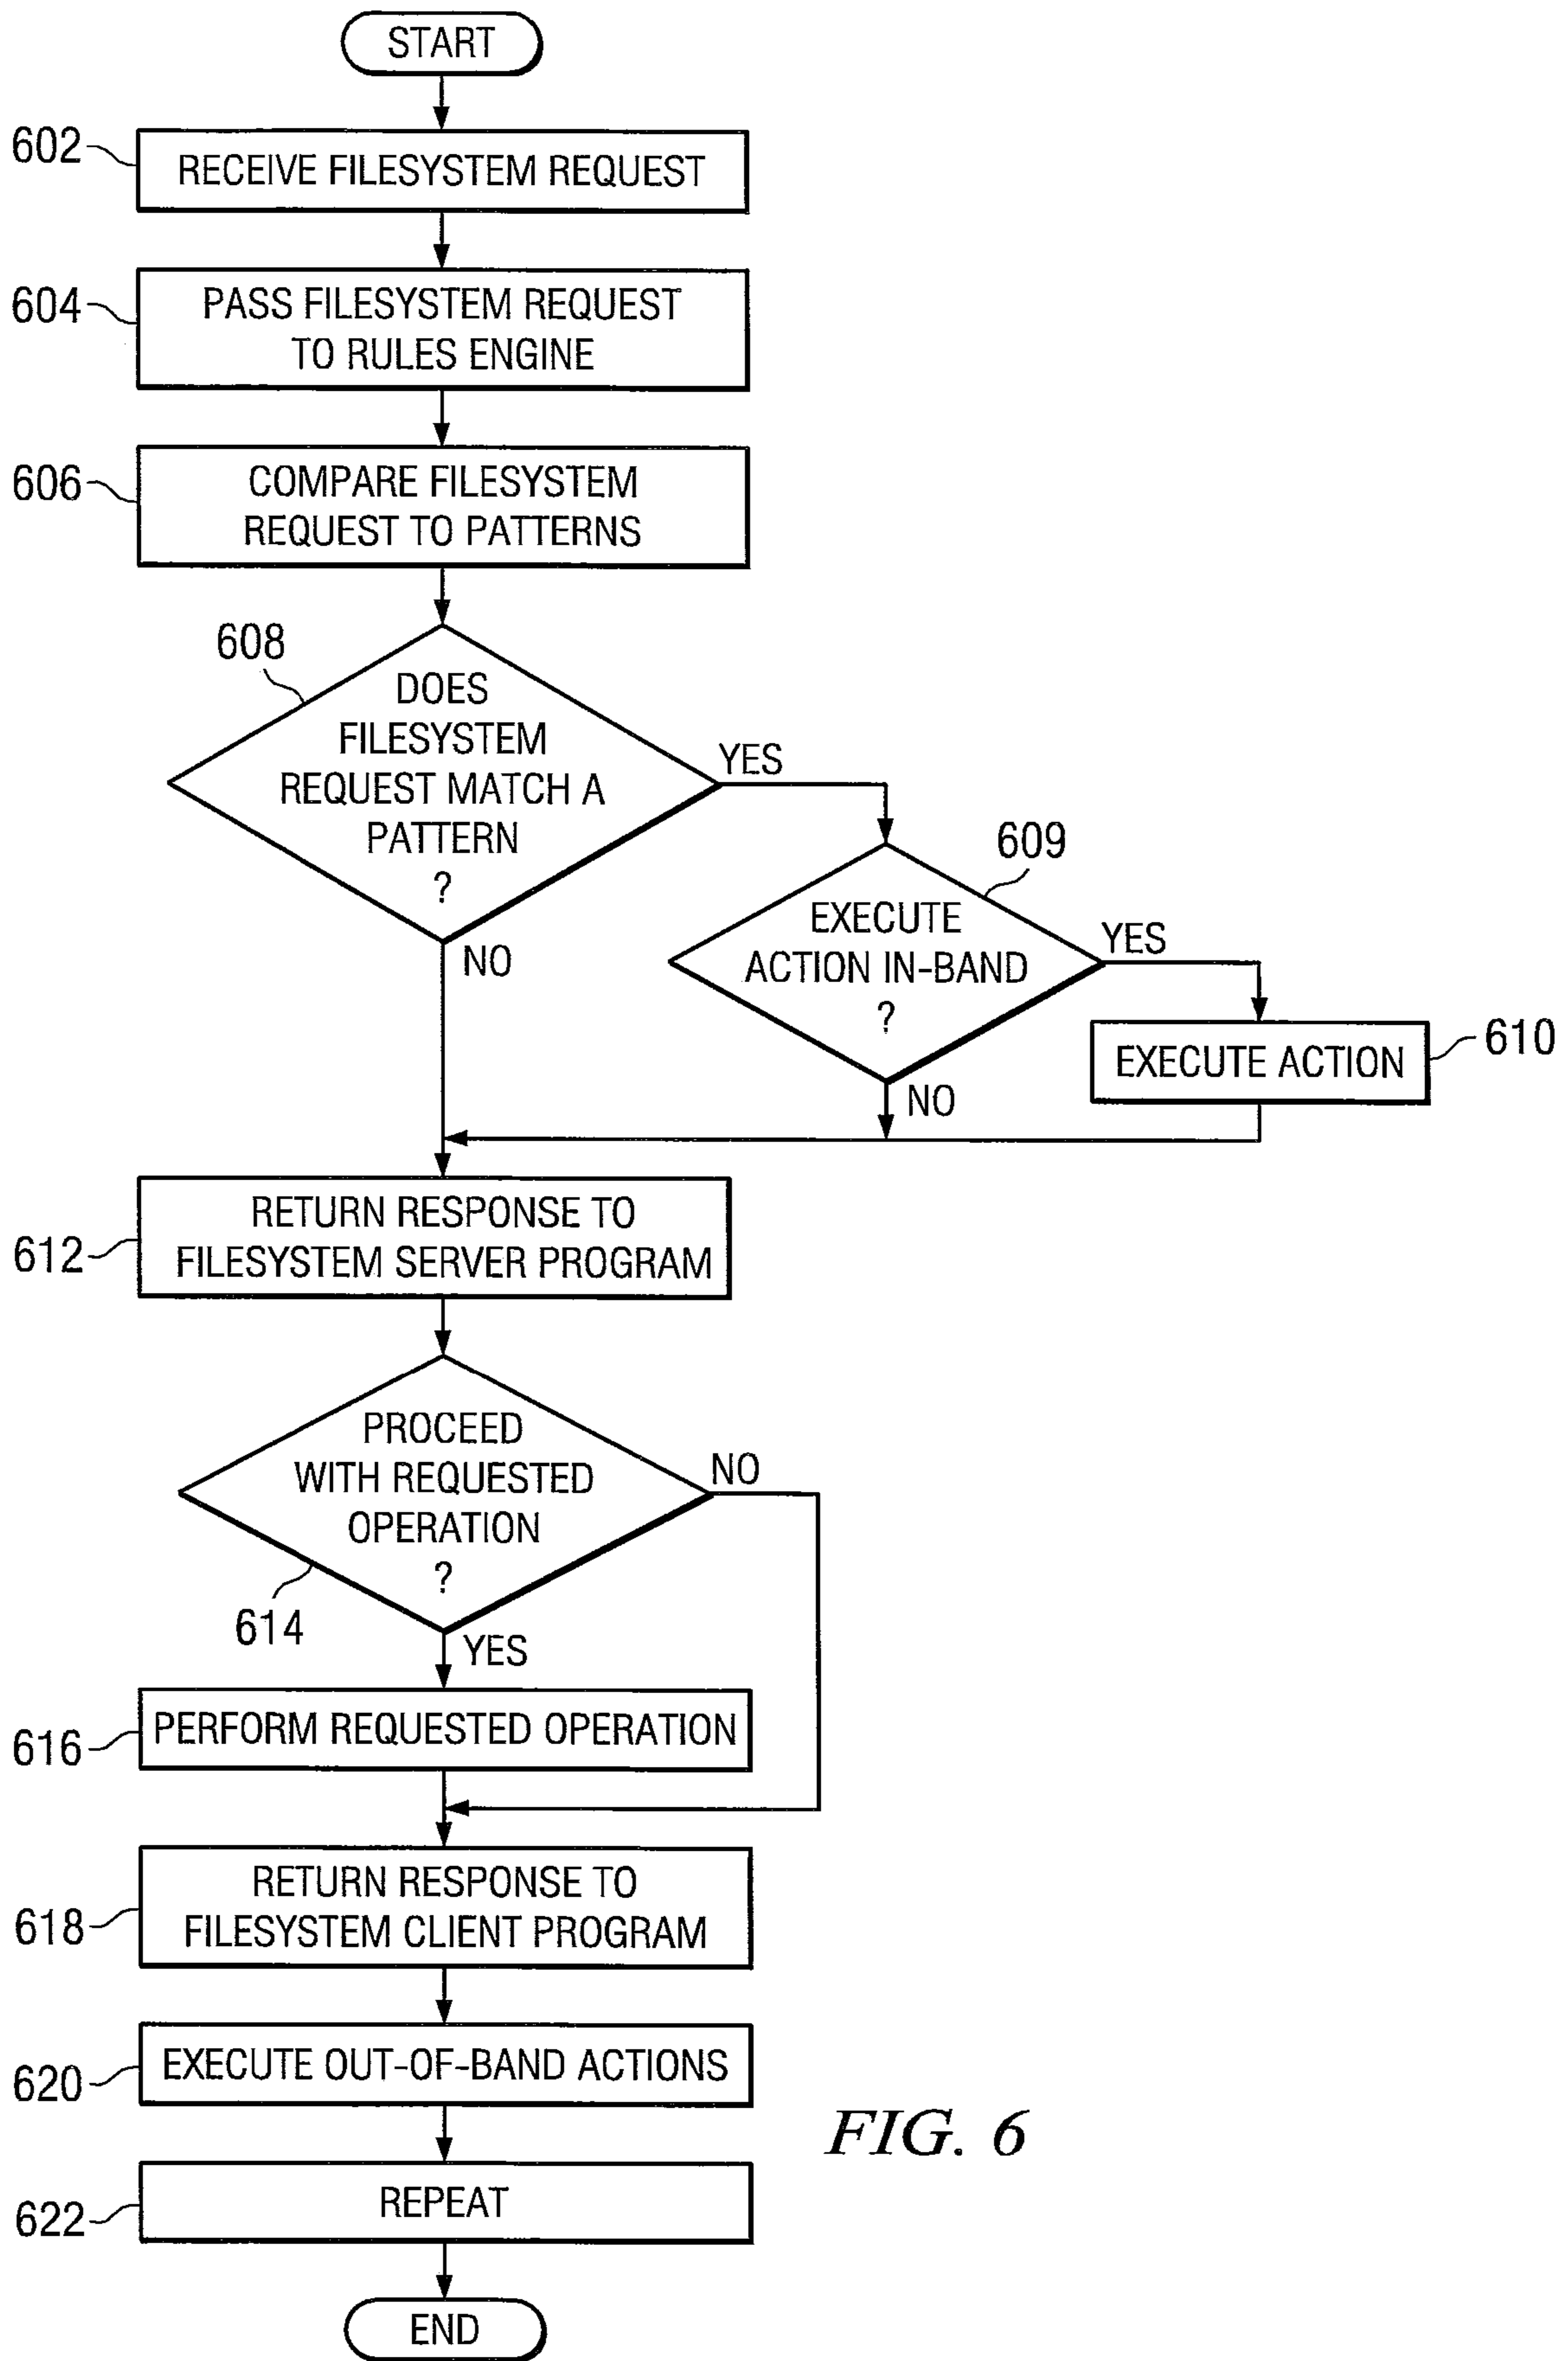 START
602
RECEIVE FILESYSTEM REQUEST
604
PASS FILESYSTEM REQUEST
TO RULES ENGINE
606
COMPARE FILESYSTEM
REQUEST TO PATTERNS
608
DOES
FILESYSTEM
REQUEST MATCH A
PATTERN
?
YES
NO
609
EXECUTE
ACTION IN-BAND
?
YES
NO
EXECUTE ACTION
610
612
RETURN RESPONSE TO
FILESYSTEM SERVER PROGRAM
PROCEED
WITH REQUESTED
OPERATION
?
NO
614
YES
616
PERFORM REQUESTED OPERATION
618
RETURN RESPONSE TO
FILESYSTEM CLIENT PROGRAM
620
EXECUTE OUT-OF-BAND ACTIONS
622
REPEAT
END
FIG. 6